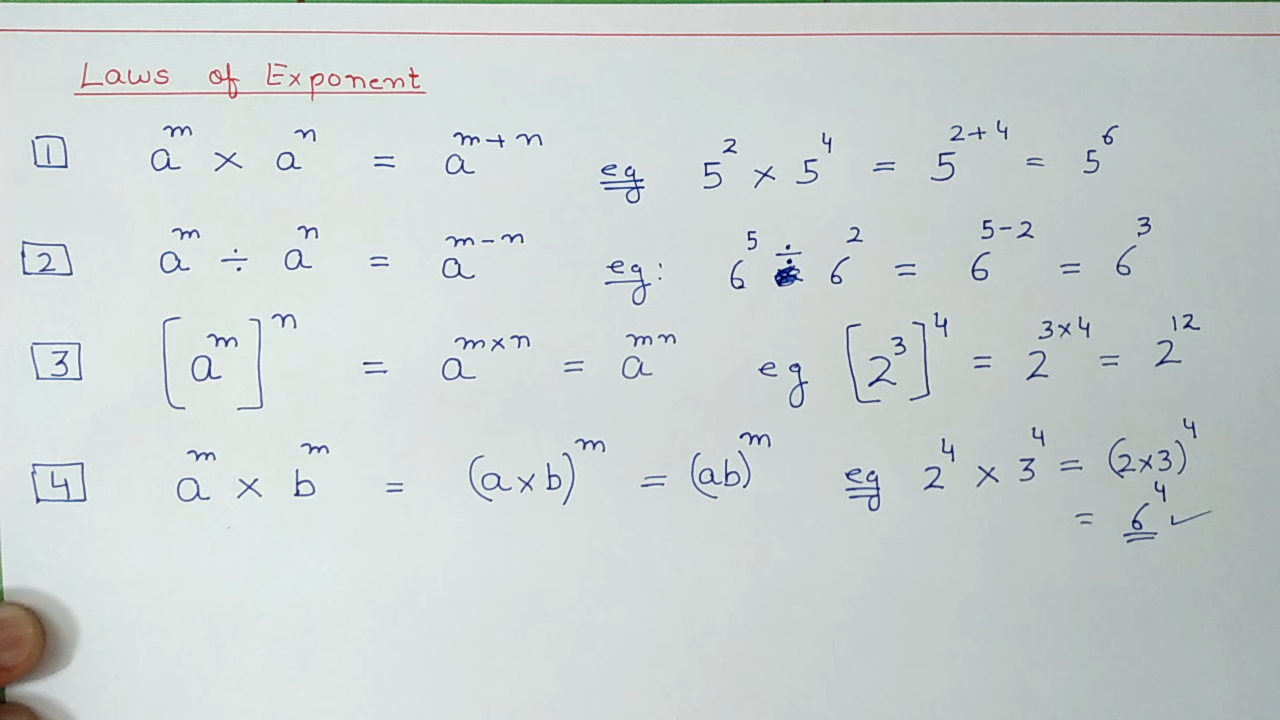 Laws of Exponent
1 a^m × a^n = a^{m+n} eg 5^2 × 5^4 = 5^{2+4} = 5^6
2 a^m ÷ a^n = a^{m-n} eg: 6^5 ÷ 6^2 = 6^{5-2} = 6^3
3 [a^m]^n = a^{m×n} = a^{mn} eg [2^3]^4 = 2^{3×4} = 2^{12}
4 a^m × b^m = (a×b)^m = (ab)^m eg 2^4 × 3^4 = (2×3)^4
= 6^4 ✓